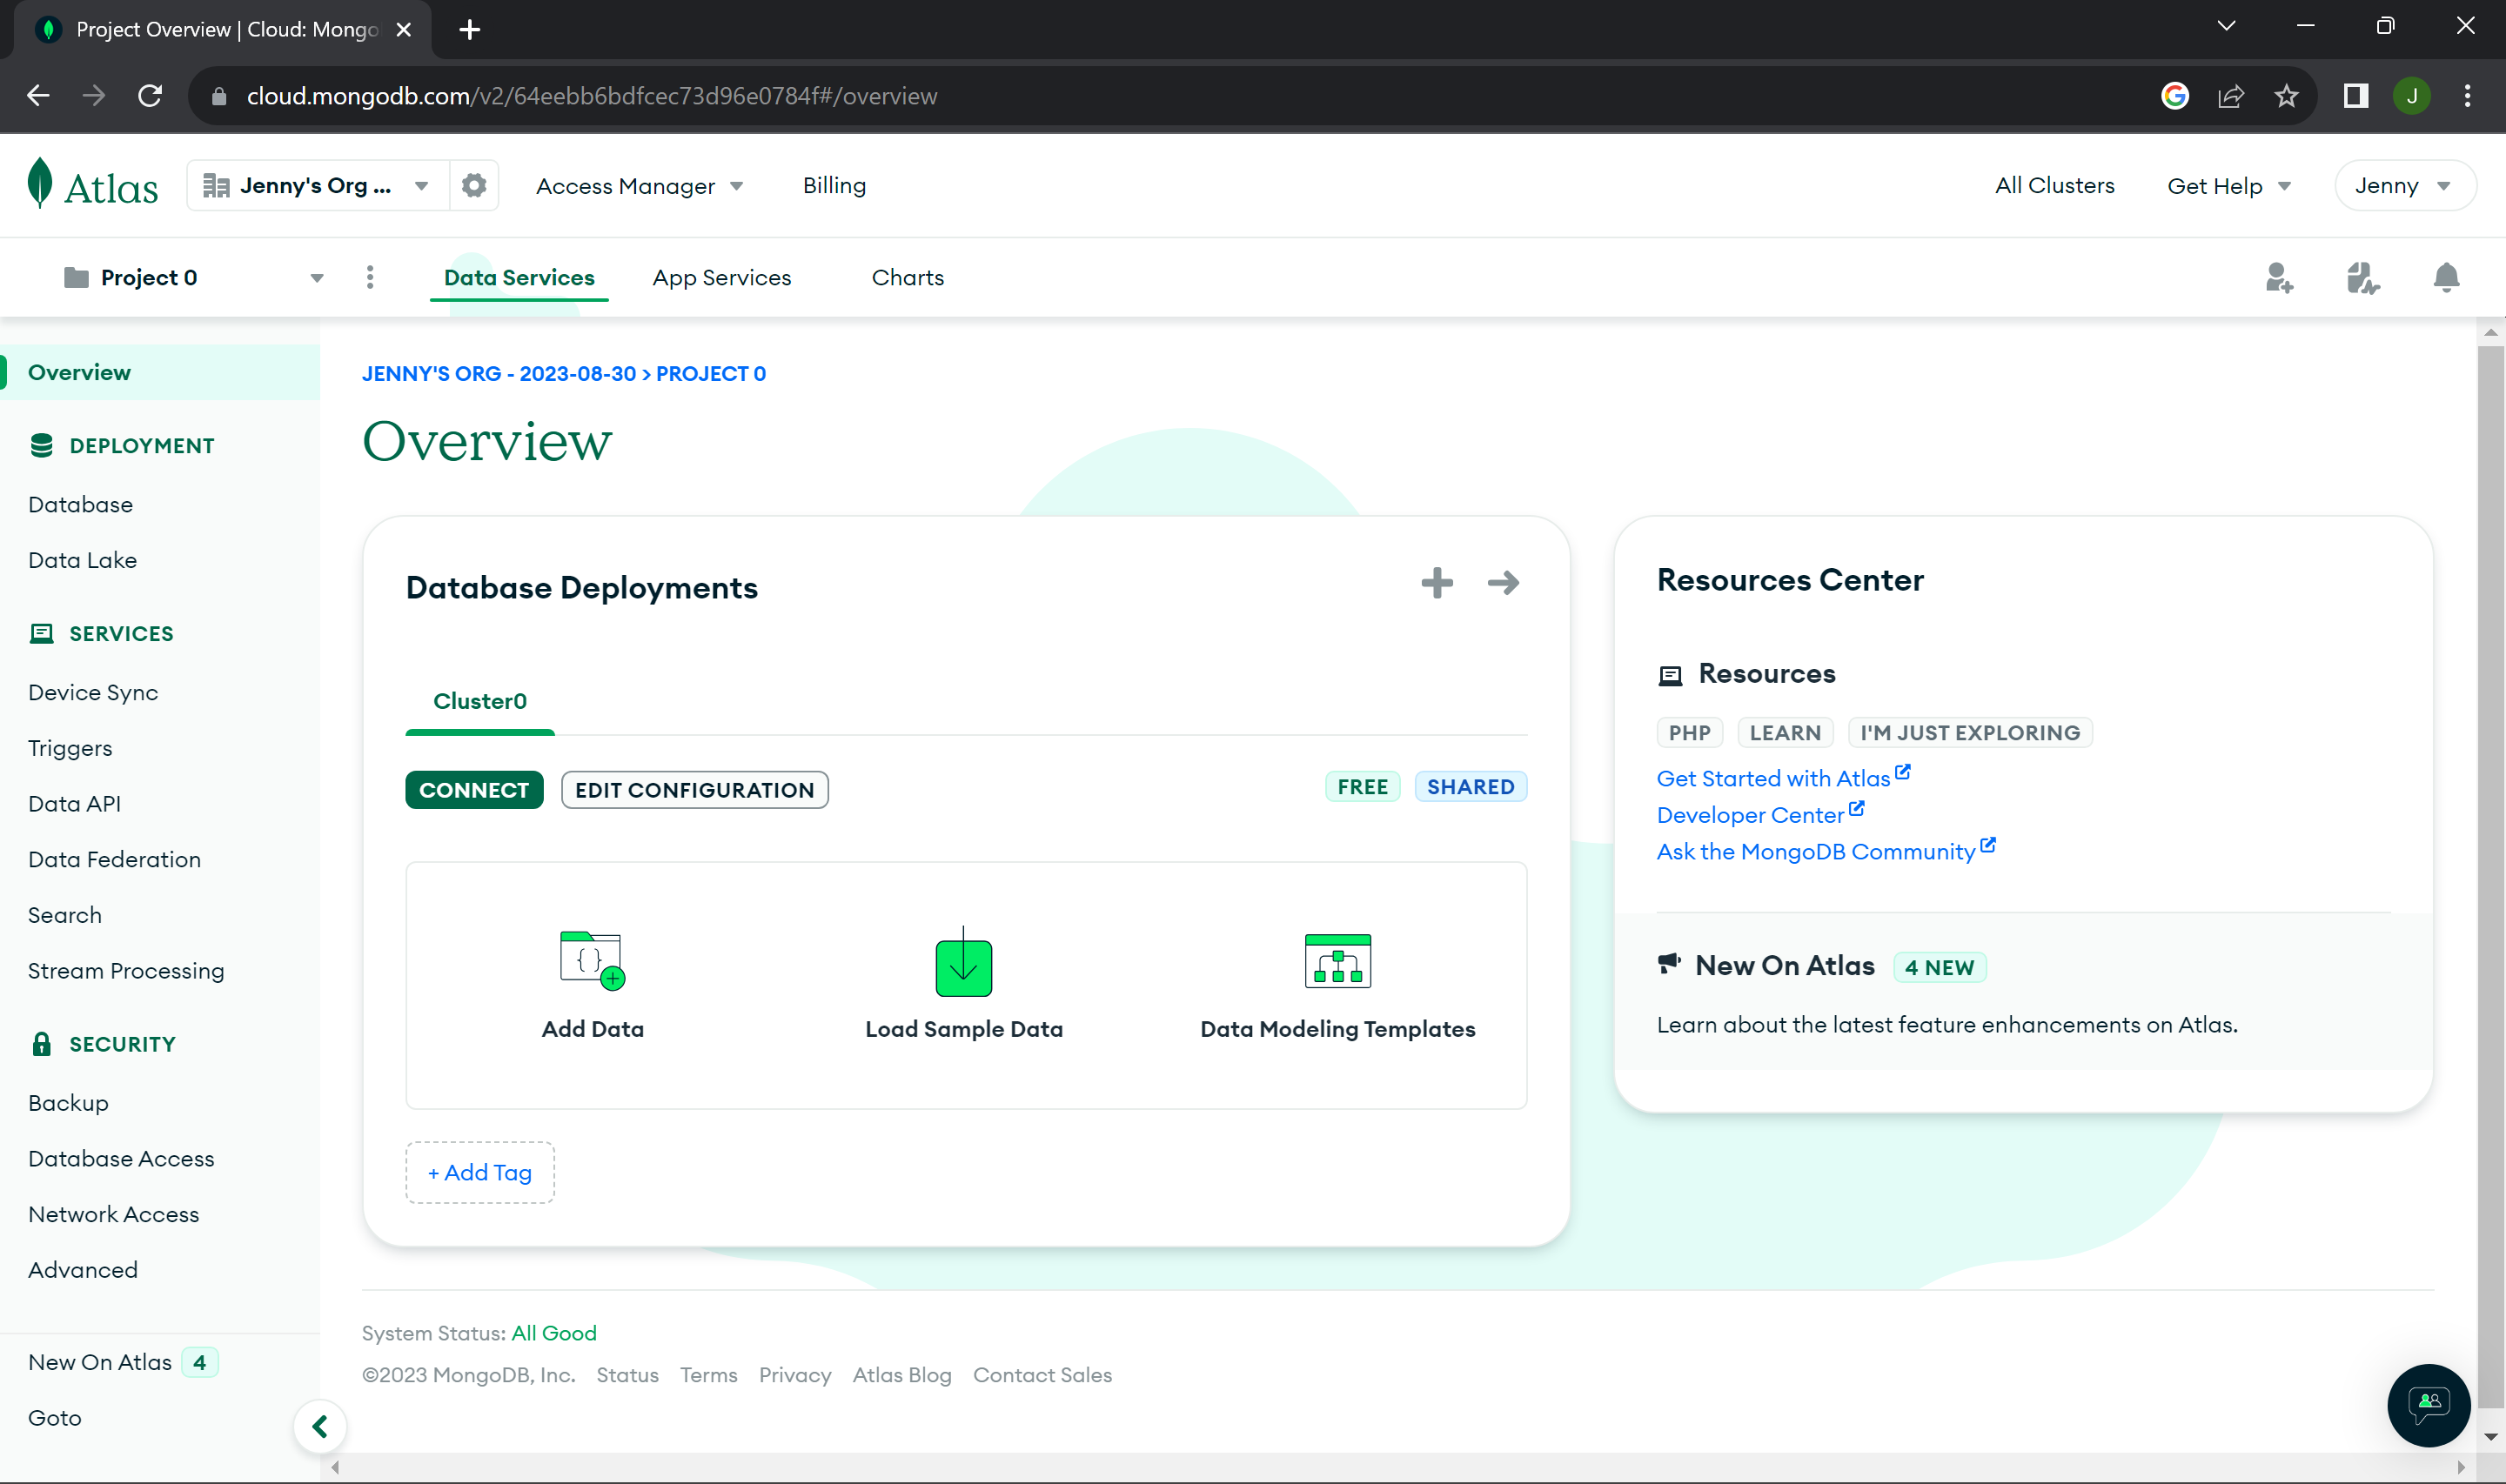 Project Overview | Cloud: Mongo
cloud.mongodb.com/v2/64eebb6bdfcec73d96e0784f#/overview
J
Atlas
Jenny's Org ...
Access Manager
Billing
All Clusters
Get Help
Jenny
Project 0
Data Services
App Services
Charts
Overview
DEPLOYMENT
Database
Data Lake
SERVICES
Device Sync
Triggers
Data API
Data Federation
Search
Stream Processing
SECURITY
Backup
Database Access
Network Access
Advanced
New On Atlas 4
Goto
JENNY'S ORG - 2023-08-30 > PROJECT 0
Overview
Database Deployments
Cluster0
CONNECT
EDIT CONFIGURATION
FREE
SHARED
Add Data
Load Sample Data
Data Modeling Templates
+ Add Tag
Resources Center
Resources
PHP
LEARN
I'M JUST EXPLORING
Get Started with Atlas
Developer Center
Ask the MongoDB Community
New On Atlas 4 NEW
Learn about the latest feature enhancements on Atlas.
System Status: All Good
©2023 MongoDB, Inc. Status Terms Privacy Atlas Blog Contact Sales